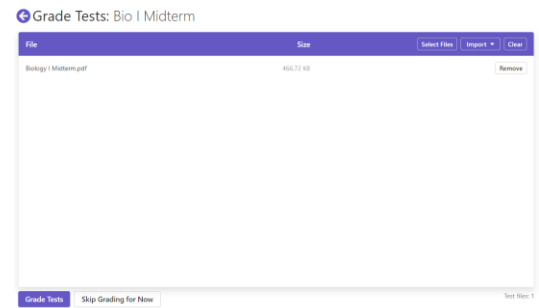 Grade Tests: Bio I Midterm
File Size Select Files Import Clear
Biology I Midterm.pdf 466.72 KB Remove
Grade Tests Skip Grading for Now Test files: 1